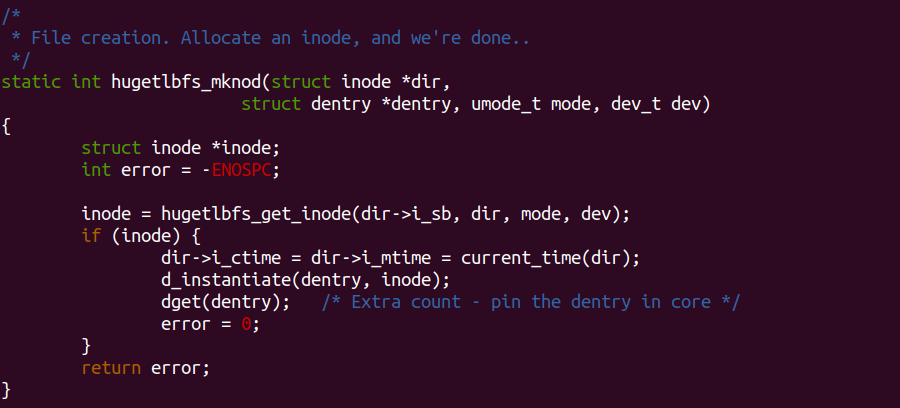 /*
 * File creation. Allocate an inode, and we're done..
 */
static int hugetlbfs_mknod(struct inode *dir,
                        struct dentry *dentry, umode_t mode, dev_t dev)
{
        struct inode *inode;
        int error = -ENOSPC;

        inode = hugetlbfs_get_inode(dir->i_sb, dir, mode, dev);
        if (inode) {
                dir->i_ctime = dir->i_mtime = current_time(dir);
                d_instantiate(dentry, inode);
                dget(dentry);   /* Extra count - pin the dentry in core */
                error = 0;
        }
        return error;
}